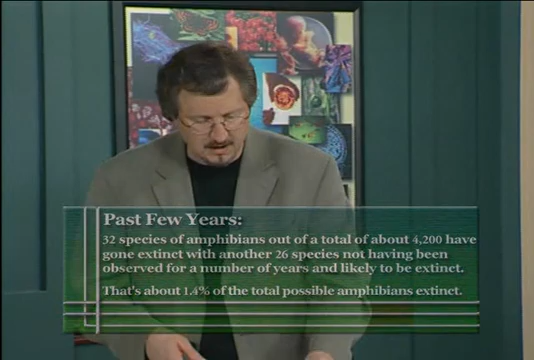 Past Few Years:
32 species of amphibians out of a total of about 4,200 have
gone extinct with another 26 species not having been
observed for a number of years and likely to be extinct.
That's about 1.4% of the total possible amphibians extinct.